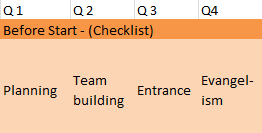 Q 1 Q 2 Q 3 Q4
Before Start - (Checklist)
Planning Team building Entrance Evangel-
ism